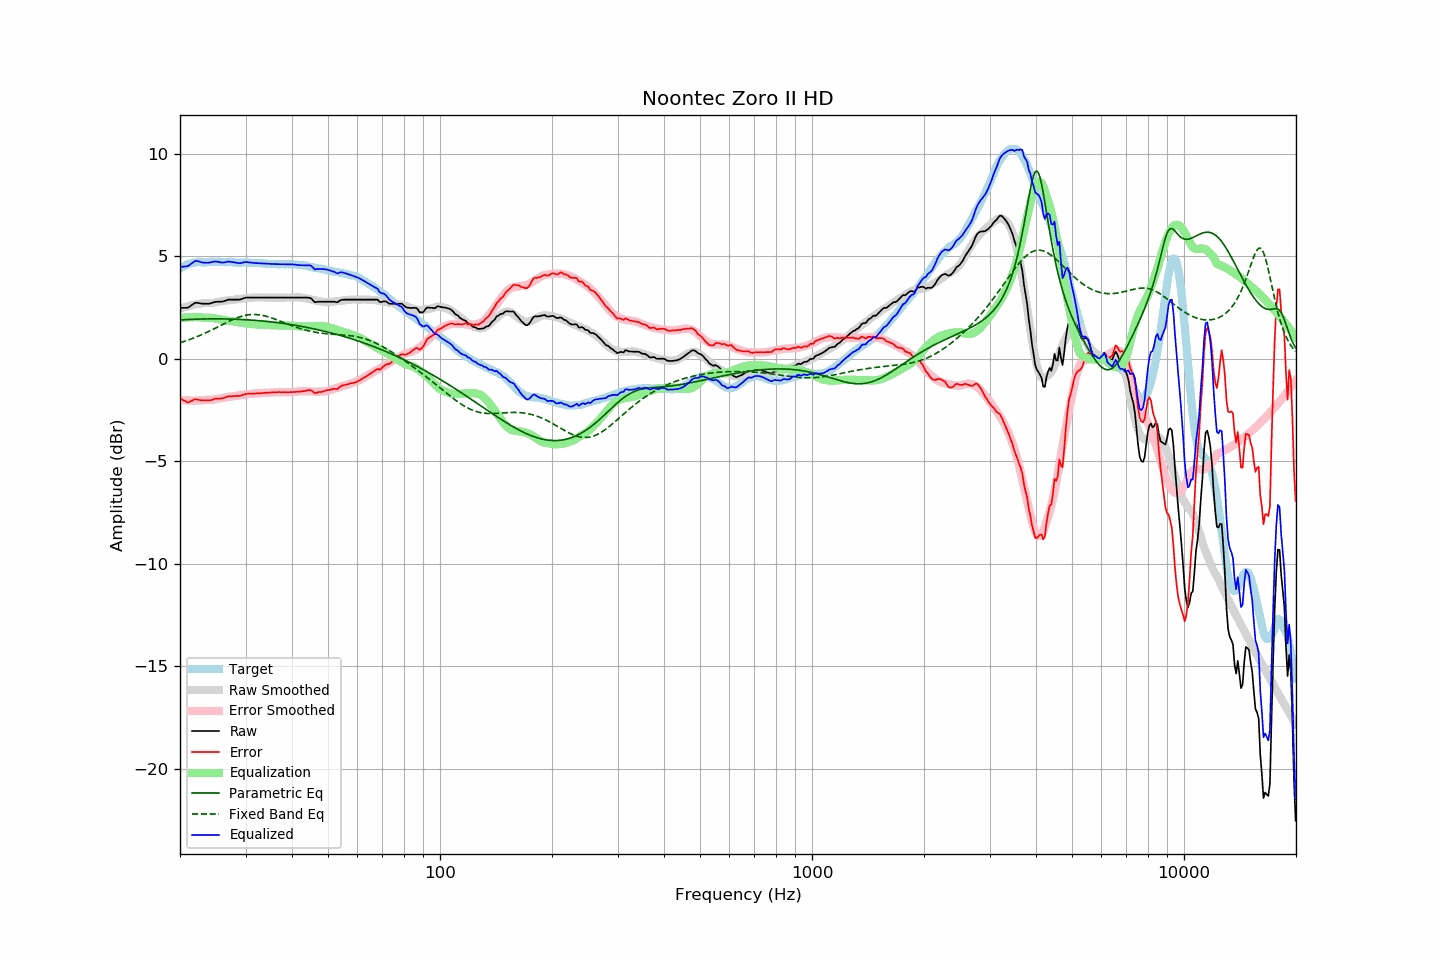 Noontec Zoro II HD
10
5
0
−5
−10
−15
−20
Amplitude (dBr)
Target
Raw Smoothed
Error Smoothed
Raw
Error
Equalization
Parametric Eq
Fixed Band Eq
Equalized
100
1000
10000
Frequency (Hz)